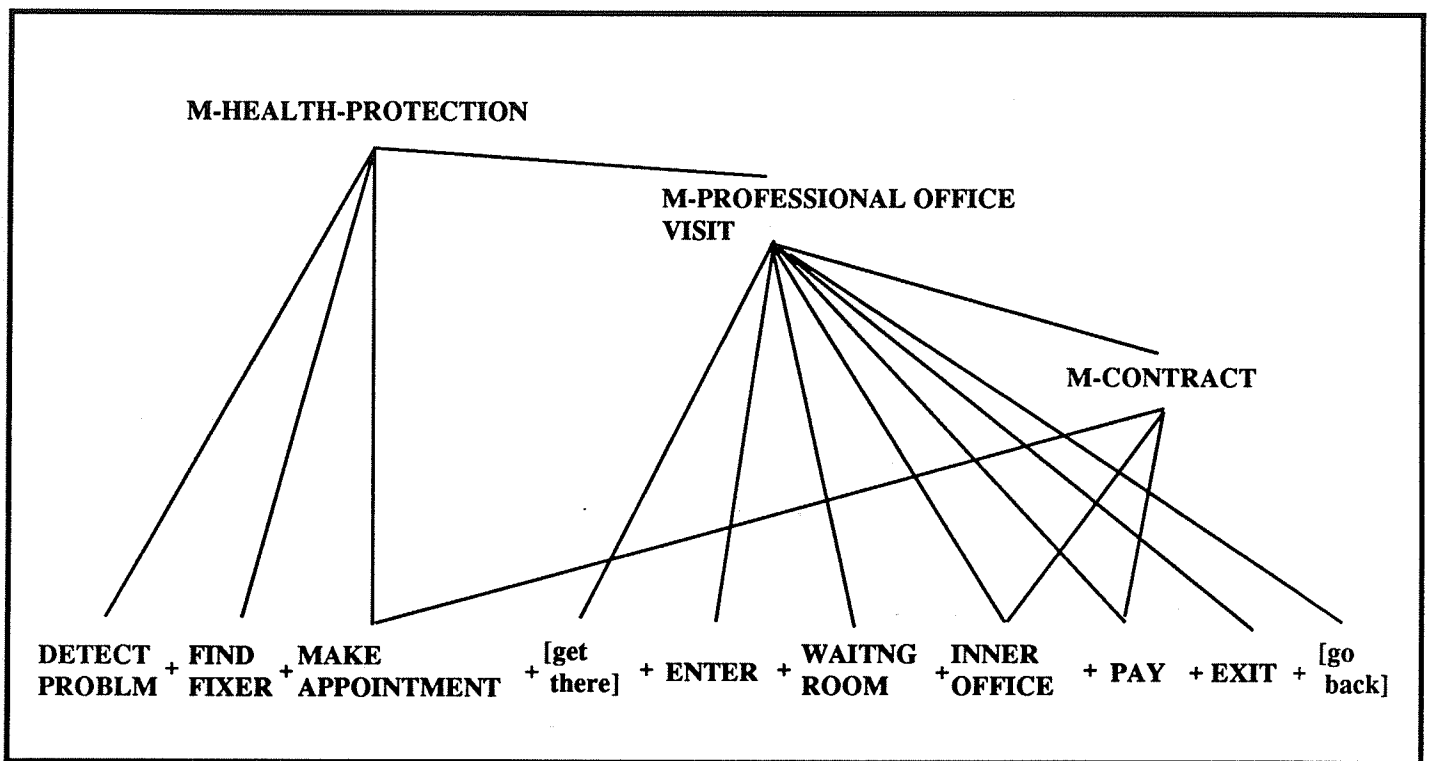 M-HEALTH-PROTECTION
M-PROFESSIONAL OFFICE
VISIT
M-CONTRACT
DETECT
PROBLM
+
FIND
FIXER
+
MAKE
APPOINTMENT
+
[get
there]
+
ENTER
+
WAITNG
ROOM
+
INNER
OFFICE
+
PAY
+
EXIT
+
[go
back]